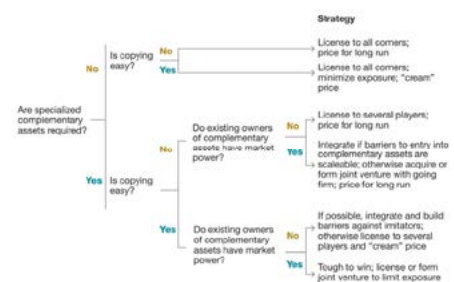 Strategy
Is copying
easy?
No
Yes
License to all corners;
price for long run
License to all corners;
minimize exposure; "cream"
price
No
Are specialized
complementary
assets required?
Yes
Is copying
easy?
No
Do existing owners
of complementary
assets have market
power?
No
Yes
License to several players;
price for long run
Integrate if barriers to entry into
complementary assets are
scaleable; otherwise acquire or
form joint venture with going
firm; price for long run
Yes
Do existing owners
of complementary
assets have market
power?
No
Yes
If possible, integrate and build
barriers against imitators;
otherwise license to several
players and "cream" price
Tough to win; license or form
joint venture to limit exposure